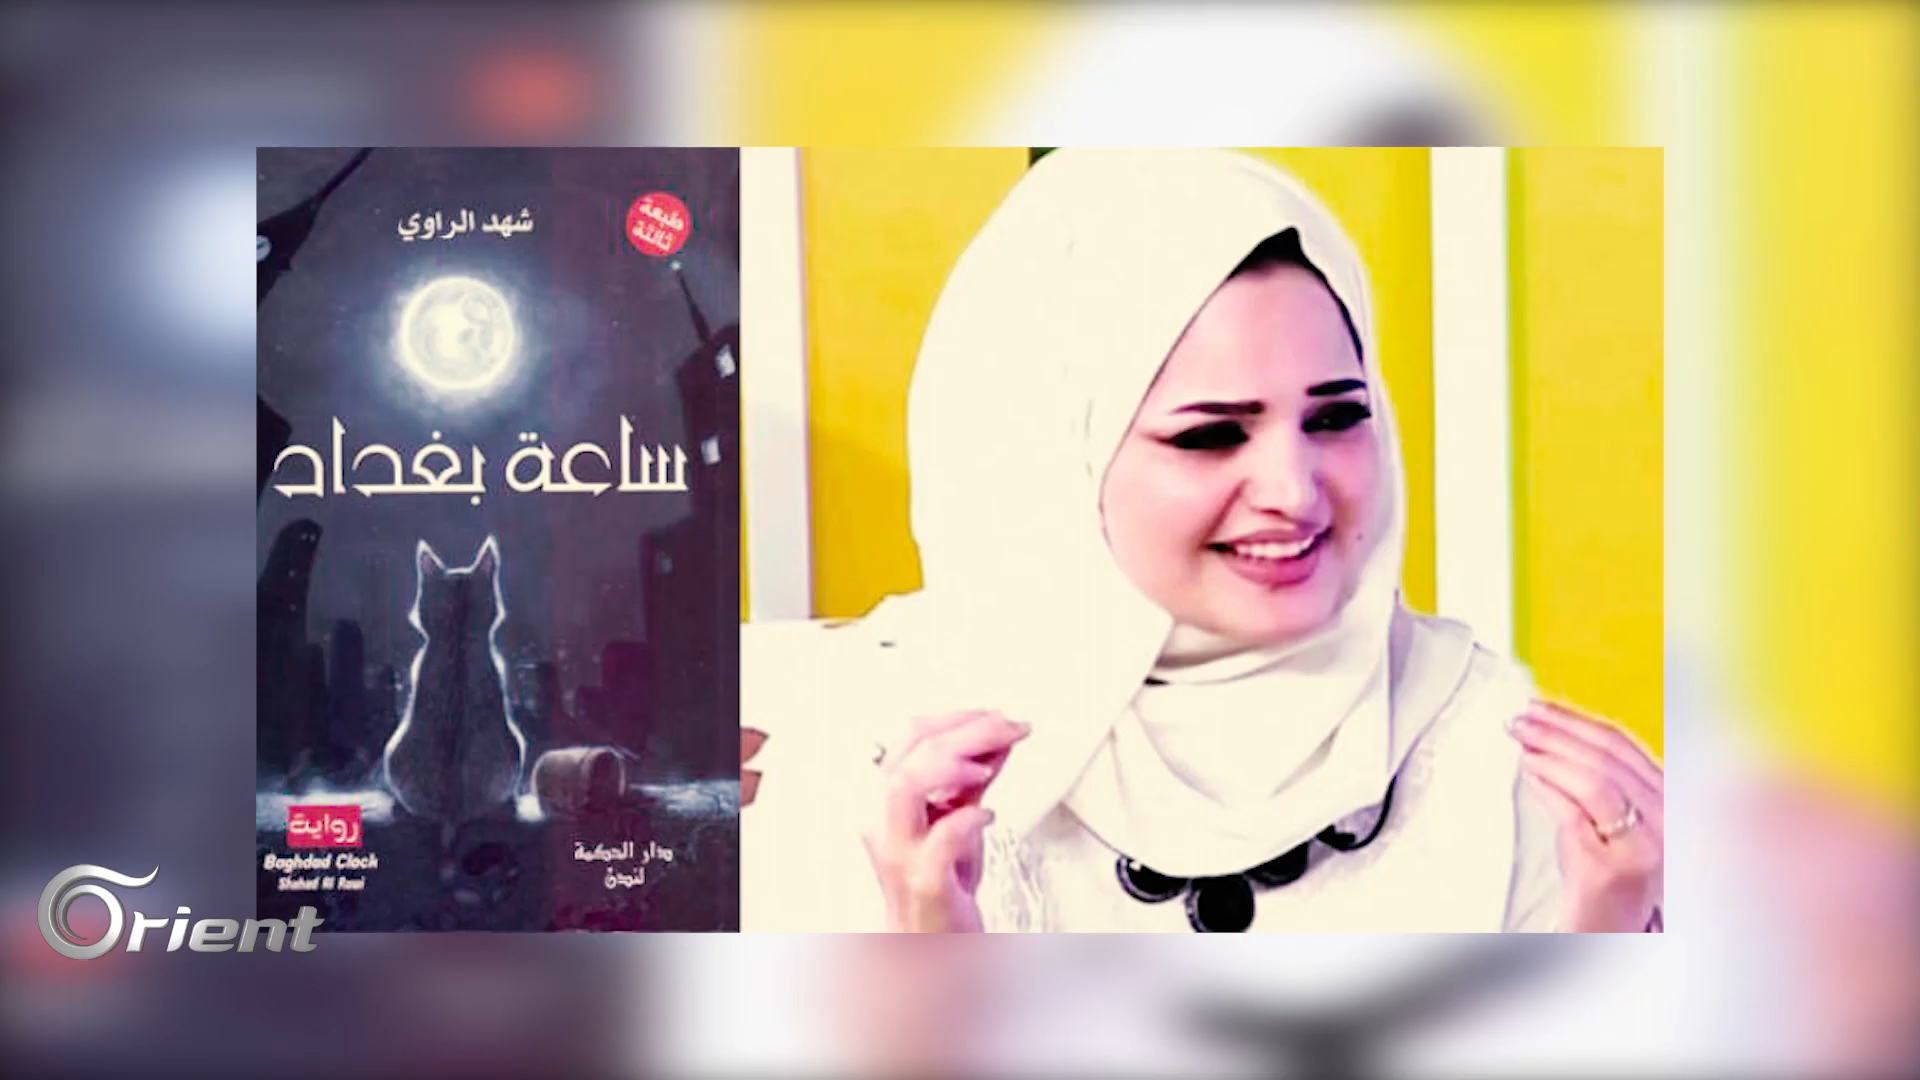 شهد الراوي
طبعة
ثالثة
ساعة بغداد
رواية
Baghdad Clock
Shahad Al Rawi
دار الحكمة
لندن
Orient